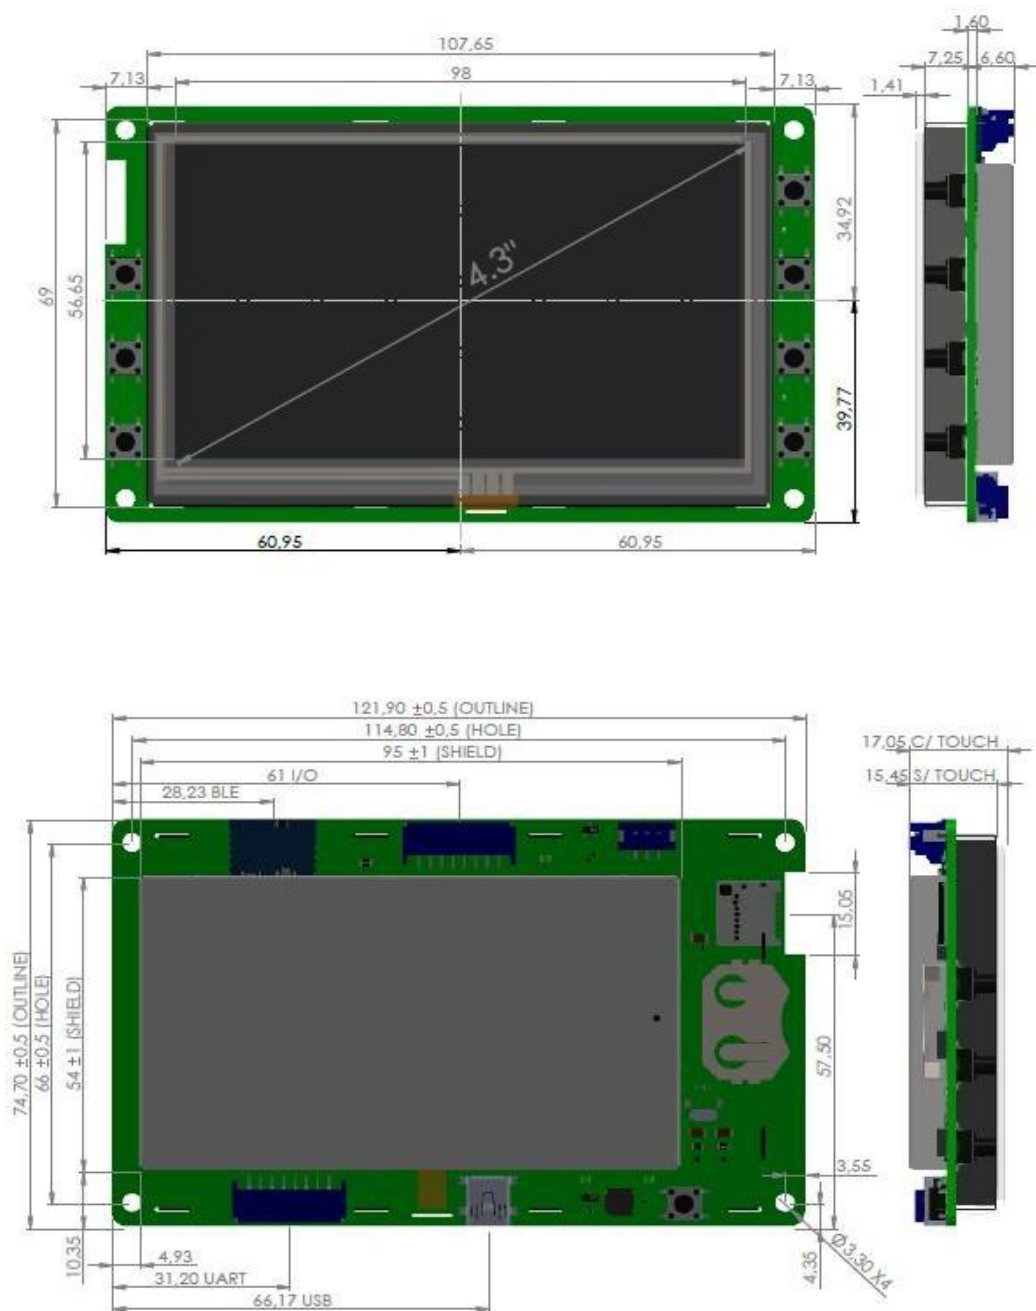 1,60
107,65
7,25
6,60
7,13
98
7,13
1,41
34,92
4.3"
69
56,65
39,77
60,95
60,95
121,90 ±0,5 (OUTLINE)
114,80 ±0,5 (HOLE)
17,05 C/ TOUCH
95 ±1 (SHIELD)
61 I/O
15,45 S/ TOUCH
28,23 BLE
15,05
74,70 ±0,5 (OUTLINE)
66 ±0,5 (HOLE)
54 ±1 (SHIELD)
57,50
3,55
10,35
4,93
4,35
Ø3,30 X4
31,20 UART
66,17 USB